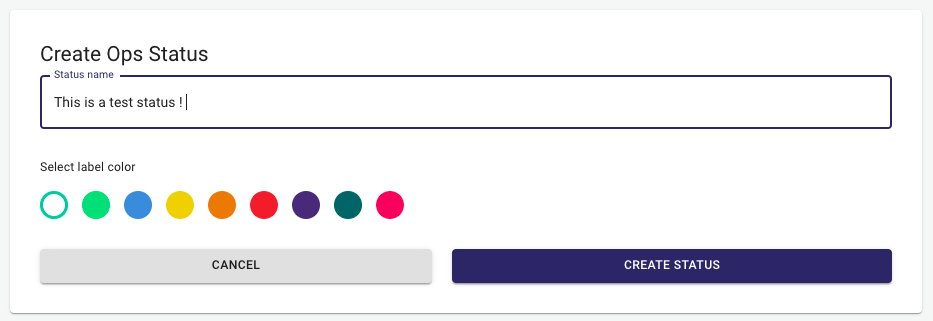 Create Ops Status
Status name
This is a test status !
Select label color
CANCEL
CREATE STATUS